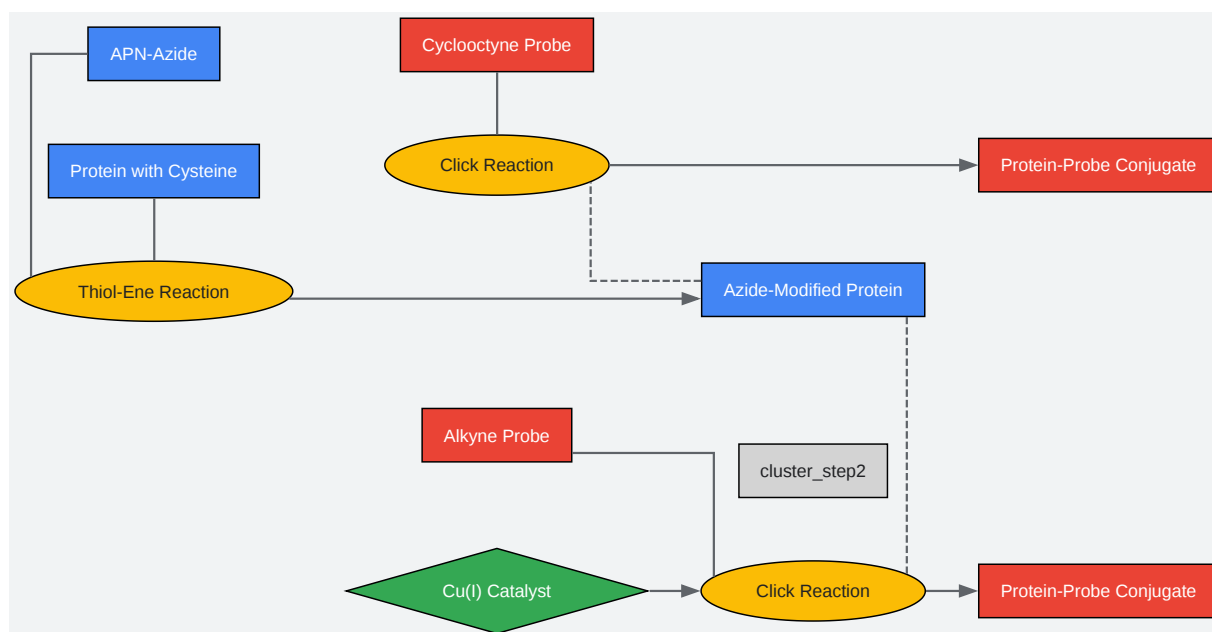 APN-Azide
Cyclooctyne Probe
Protein with Cysteine
Click Reaction
Protein-Probe Conjugate
Thiol-Ene Reaction
Azide-Modified Protein
Alkyne Probe
cluster_step2
Cu(I) Catalyst
Click Reaction
Protein-Probe Conjugate